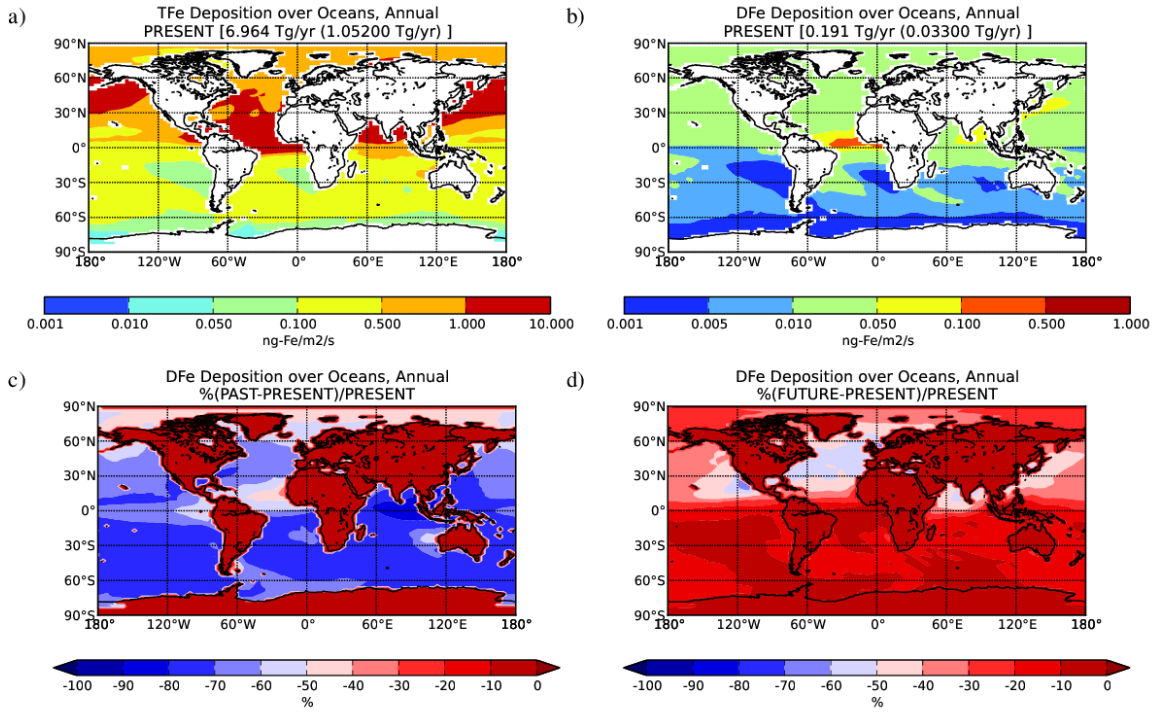 a)
TFe Deposition over Oceans, Annual
PRESENT [6.964 Tg/yr (1.05200 Tg/yr) ]
90°N
60°N
30°N
0°
30°S
60°S
90°S
180° 120°W 60°W 0° 60°E 120°E 180°
0.001 0.010 0.050 0.100 0.500 1.000 10.000
ng-Fe/m2/s
b)
DFe Deposition over Oceans, Annual
PRESENT [0.191 Tg/yr (0.03300 Tg/yr) ]
90°N
60°N
30°N
0°
30°S
60°S
90°S
180° 120°W 60°W 0° 60°E 120°E 180°
0.001 0.005 0.010 0.050 0.100 0.500 1.000
ng-Fe/m2/s
c)
DFe Deposition over Oceans, Annual
%(PAST-PRESENT)/PRESENT
90°N
60°N
30°N
0°
30°S
60°S
90°S
180° 120°W 60°W 0° 60°E 120°E 180°
-100 -90 -80 -70 -60 -50 -40 -30 -20 -10 0
%
d)
DFe Deposition over Oceans, Annual
%(FUTURE-PRESENT)/PRESENT
90°N
60°N
30°N
0°
30°S
60°S
90°S
180° 120°W 60°W 0° 60°E 120°E 180°
-100 -90 -80 -70 -60 -50 -40 -30 -20 -10 0
%